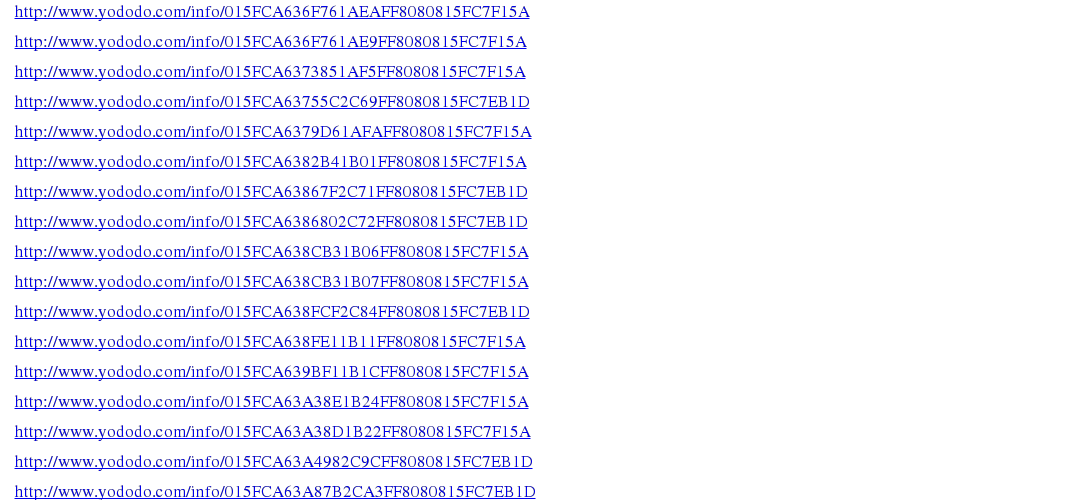 http://www.yododo.com/info/015FCA636F761AEAFF8080815FC7F15A
http://www.yododo.com/info/015FCA636F761AE9FF8080815FC7F15A
http://www.yododo.com/info/015FCA6373851AF5FF8080815FC7F15A
http://www.yododo.com/info/015FCA63755C2C69FF8080815FC7EB1D
http://www.yododo.com/info/015FCA6379D61AFAFF8080815FC7F15A
http://www.yododo.com/info/015FCA6382B41B01FF8080815FC7F15A
http://www.yododo.com/info/015FCA63867F2C71FF8080815FC7EB1D
http://www.yododo.com/info/015FCA6386802C72FF8080815FC7EB1D
http://www.yododo.com/info/015FCA638CB31B06FF8080815FC7F15A
http://www.yododo.com/info/015FCA638CB31B07FF8080815FC7F15A
http://www.yododo.com/info/015FCA638FCF2C84FF8080815FC7EB1D
http://www.yododo.com/info/015FCA638FE11B11FF8080815FC7F15A
http://www.yododo.com/info/015FCA639BF11B1CFF8080815FC7F15A
http://www.yododo.com/info/015FCA63A38E1B24FF8080815FC7F15A
http://www.yododo.com/info/015FCA63A38D1B22FF8080815FC7F15A
http://www.yododo.com/info/015FCA63A4982C9CFF8080815FC7EB1D
http://www.yododo.com/info/015FCA63A87B2CA3FF8080815FC7EB1D